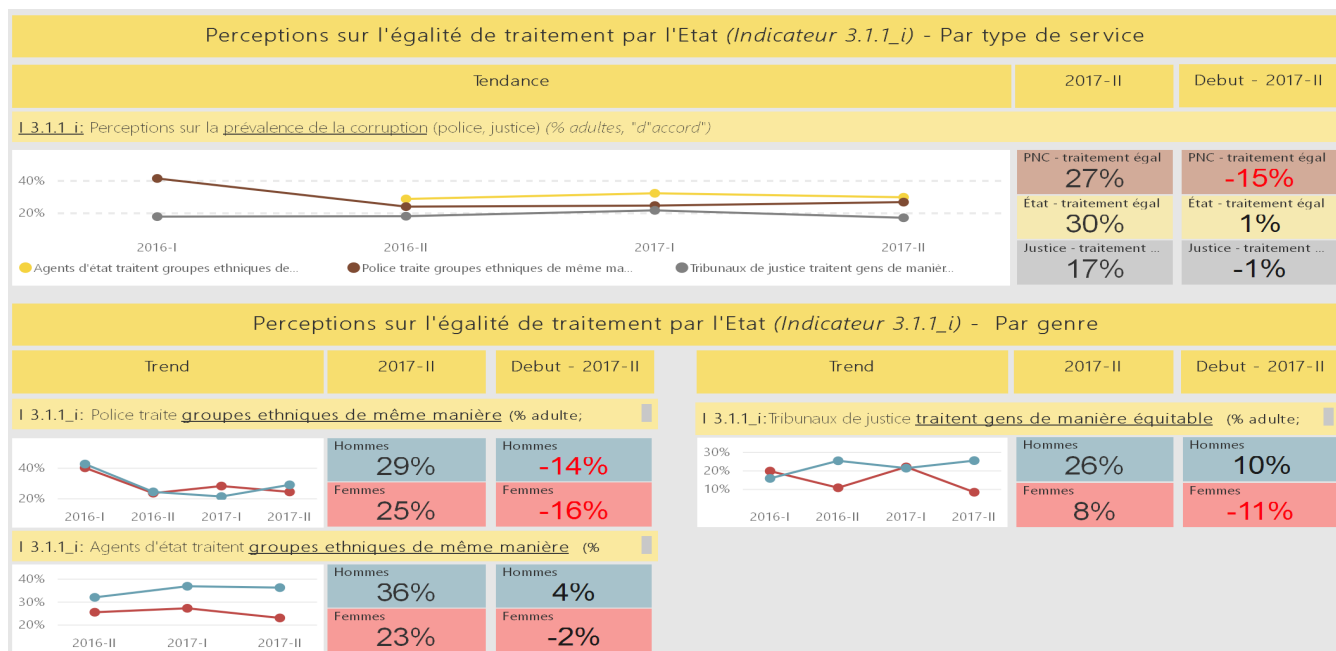 Perceptions sur l'égalité de traitement par l'Etat (Indicateur 3.1.1_i) - Par type de service
Tendance
2017-II
Debut - 2017-II
I 3.1.1_i: Perceptions sur la prévalence de la corruption (police, justice) (% adultes, "d"accord")
40%
20%
2016-I
2016-II
2017-I
2017-II
Agents d'état traitent groupes ethniques de...
Police traite groupes ethniques de même ma...
Tribunaux de justice traitent gens de manièr...
PNC - traitement égal
27%
PNC - traitement égal
-15%
État - traitement égal
30%
État - traitement égal
1%
Justice - traitement ...
17%
Justice - traitement ...
-1%
Perceptions sur l'égalité de traitement par l'Etat (Indicateur 3.1.1_i) - Par genre
Trend
2017-II
Debut - 2017-II
I 3.1.1_i: Police traite groupes ethniques de même manière (% adulte;
40%
20%
2016-I
2016-II
2017-I
2017-II
Hommes
29%
Hommes
-14%
Femmes
25%
Femmes
-16%
I 3.1.1_i: Agents d'état traitent groupes ethniques de même manière (%
40%
30%
20%
2016-II
2017-I
2017-II
Hommes
36%
Hommes
4%
Femmes
23%
Femmes
-2%
Trend
2017-II
Debut - 2017-II
I 3.1.1_i:Tribunaux de justice traitent gens de manière équitable (% adulte;
30%
20%
10%
2016-I
2016-II
2017-I
2017-II
Hommes
26%
Hommes
10%
Femmes
8%
Femmes
-11%